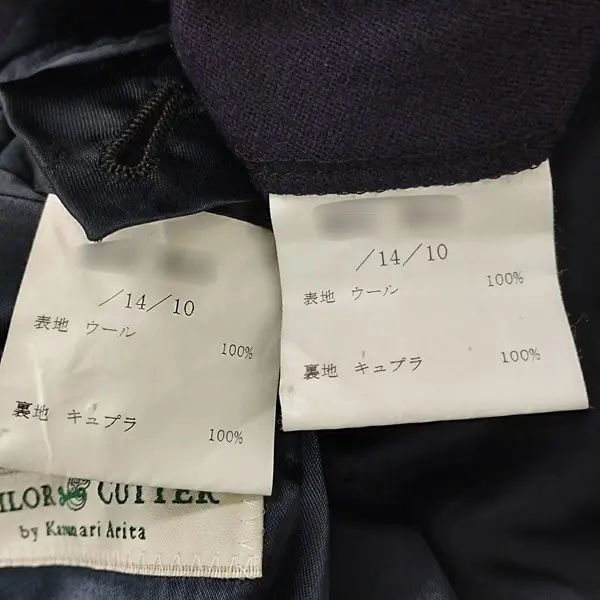 /14/10
表地 ウール 100%
裏地 キュプラ 100%
CUTTER
by Kazunari Arita
/14/10
表地 ウール 100%
裏地 キュプラ 100%